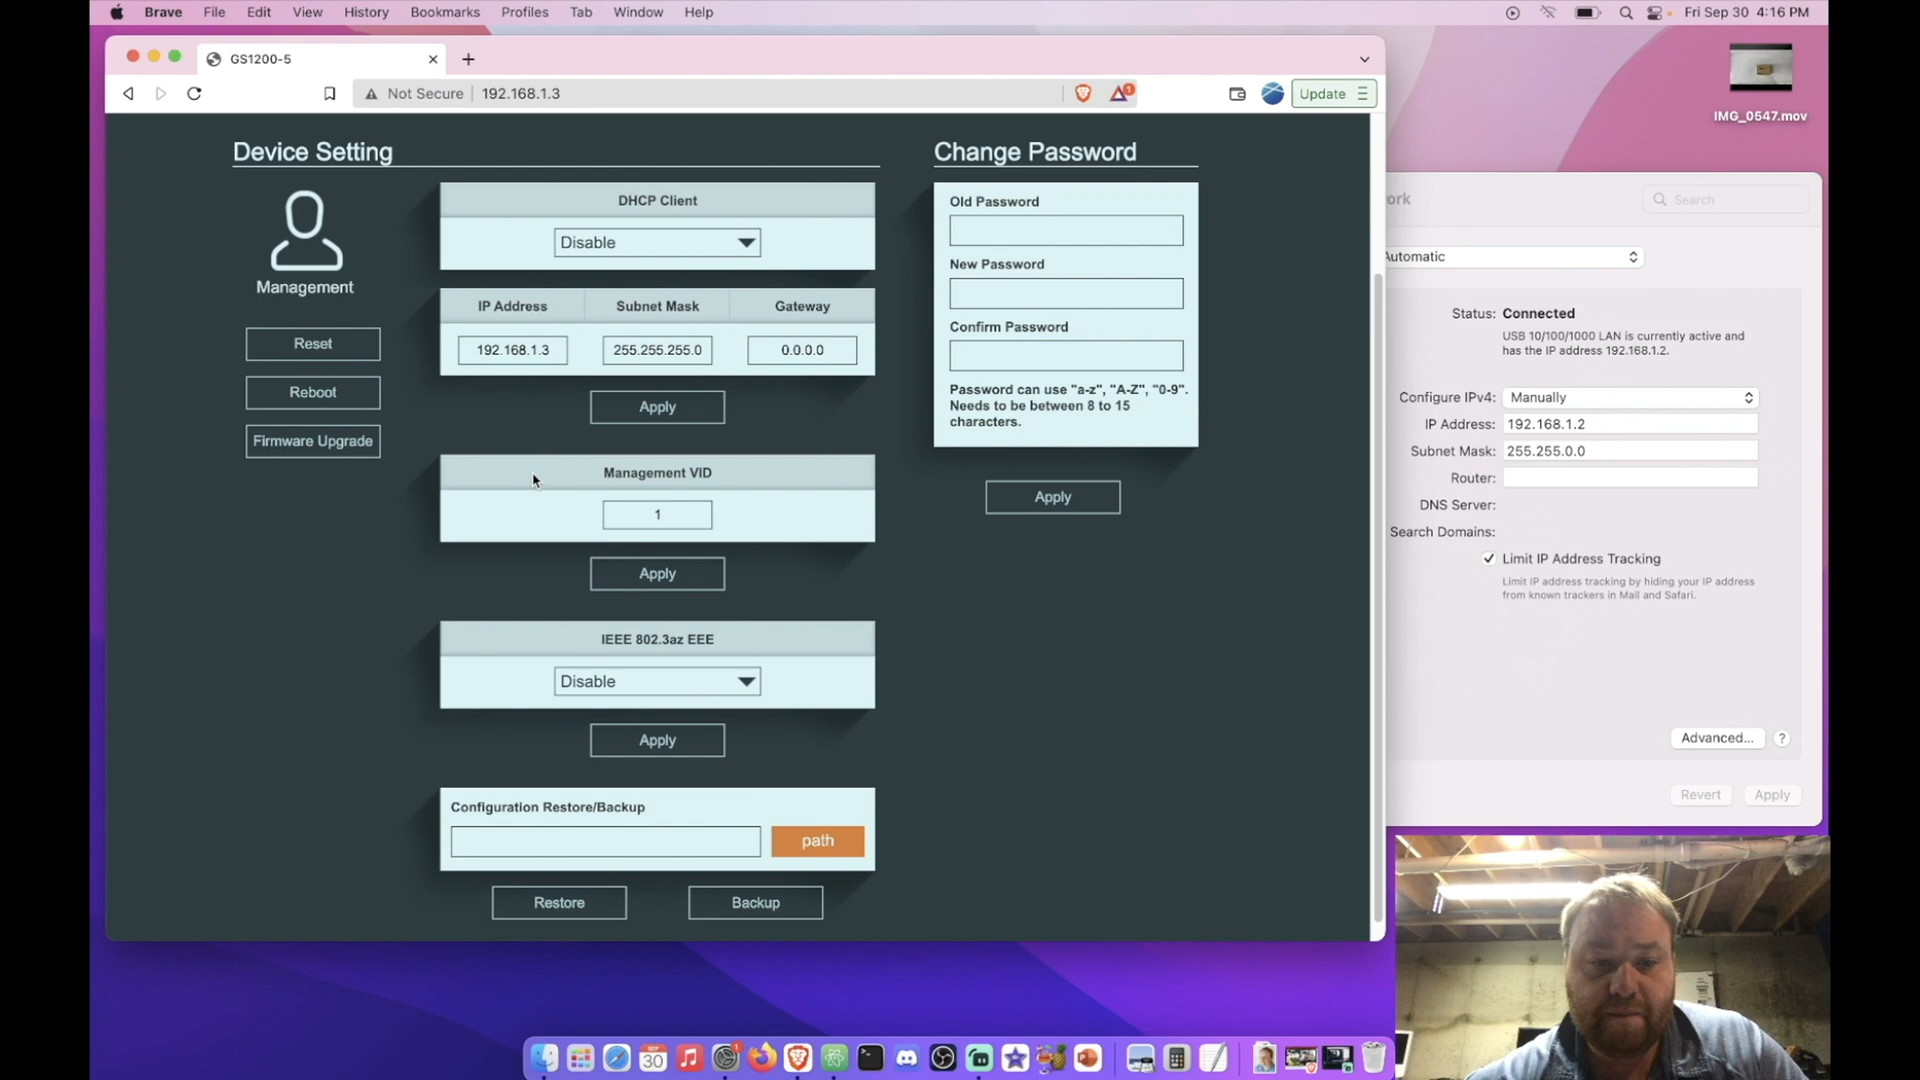 Brave File Edit View History Bookmarks Profiles Tab Window Help
Fri Sep 30 4:16 PM
GS1200-5
Not Secure 192.168.1.3
1
Update
IMG_0547.mov
Device Setting
Management
Reset
Reboot
Firmware Upgrade
DHCP Client
Disable
IP Address Subnet Mask Gateway
192.168.1.3 255.255.255.0 0.0.0.0
Apply
Management VID
1
Apply
IEEE 802.3az EEE
Disable
Apply
Configuration Restore/Backup
path
Restore Backup
Change Password
Old Password
New Password
Confirm Password
Password can use "a-z", "A-Z", "0-9".
Needs to be between 8 to 15
characters.
Apply
ork
Search
Automatic
Status: Connected
USB 10/100/1000 LAN is currently active and
has the IP address 192.168.1.2.
Configure IPv4: Manually
IP Address: 192.168.1.2
Subnet Mask: 255.255.0.0
Router:
DNS Server:
Search Domains:
Limit IP Address Tracking
Limit IP address tracking by hiding your IP address
from known trackers in Mail and Safari.
Advanced... ?
Revert Apply
SEP
30
1